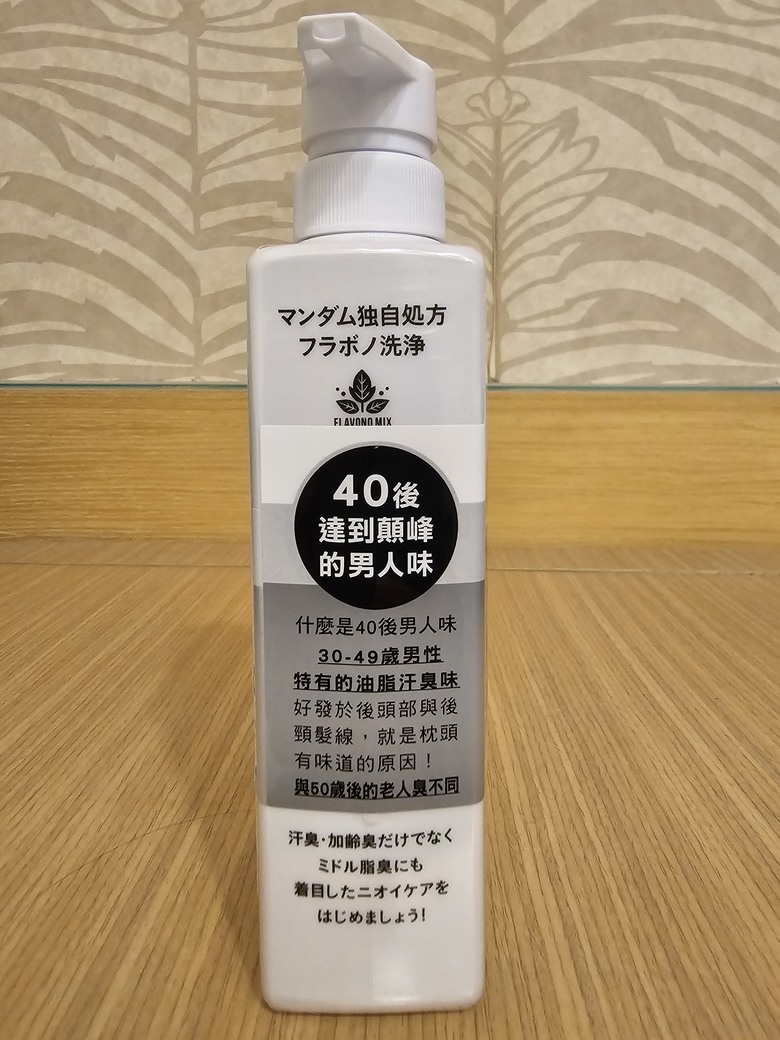 マンダム独自処方
フラボノ洗浄
FLAVONO MIX
40後
達到顛峰
的男人味
什麼是40後男人味
30-49歲男性
特有的油脂汗臭味
好發於後頭部與後
頸髮線，就是枕頭
有味道的原因！
與50歲後的老人臭不同
汗臭・加齢臭だけでなく
ミドル脂臭にも
着目したニオイケアを
はじめましょう!